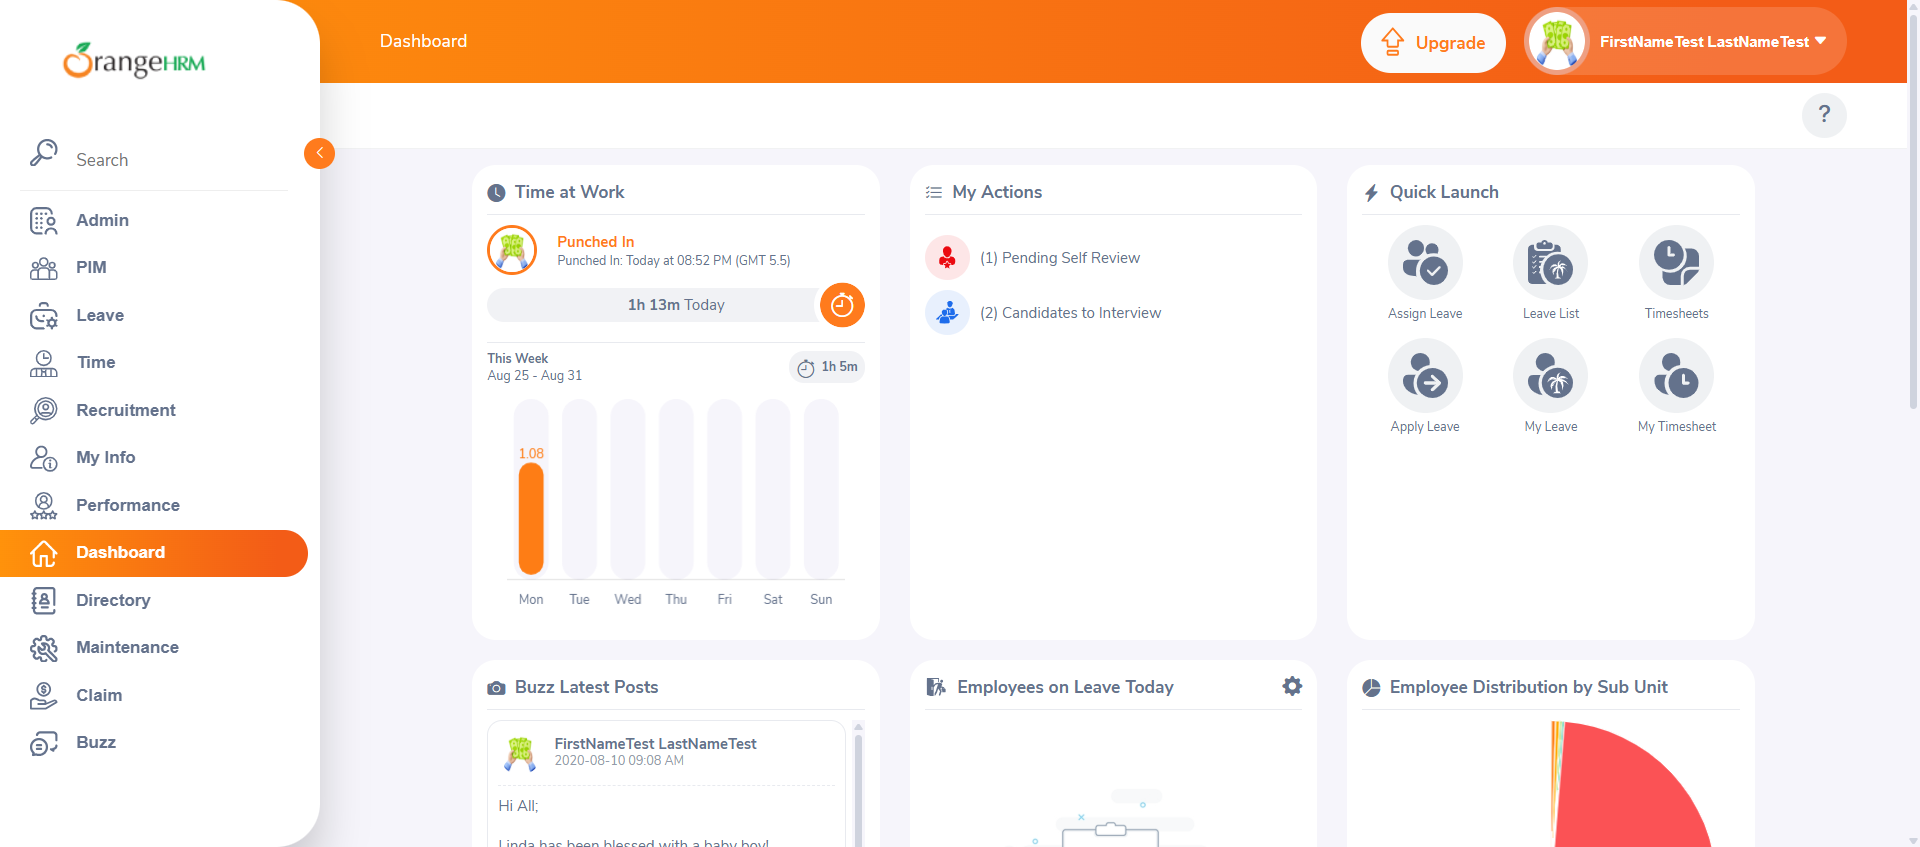 OrangeHRM
Dashboard
Upgrade
FirstNameTest LastNameTest
?
Search
Admin
PIM
Leave
Time
Recruitment
My Info
Performance
Dashboard
Directory
Maintenance
Claim
Buzz
Time at Work
Punched In
Punched In: Today at 08:52 PM (GMT 5.5)
1h 13m Today
This Week
Aug 25 - Aug 31
1h 5m
1.08
Mon Tue Wed Thu Fri Sat Sun
My Actions
(1) Pending Self Review
(2) Candidates to Interview
Quick Launch
Assign Leave
Leave List
Timesheets
Apply Leave
My Leave
My Timesheet
Buzz Latest Posts
FirstNameTest LastNameTest
2020-08-10 09:08 AM
Hi All;
Linda has been blessed with a baby boy!
Employees on Leave Today
Employee Distribution by Sub Unit